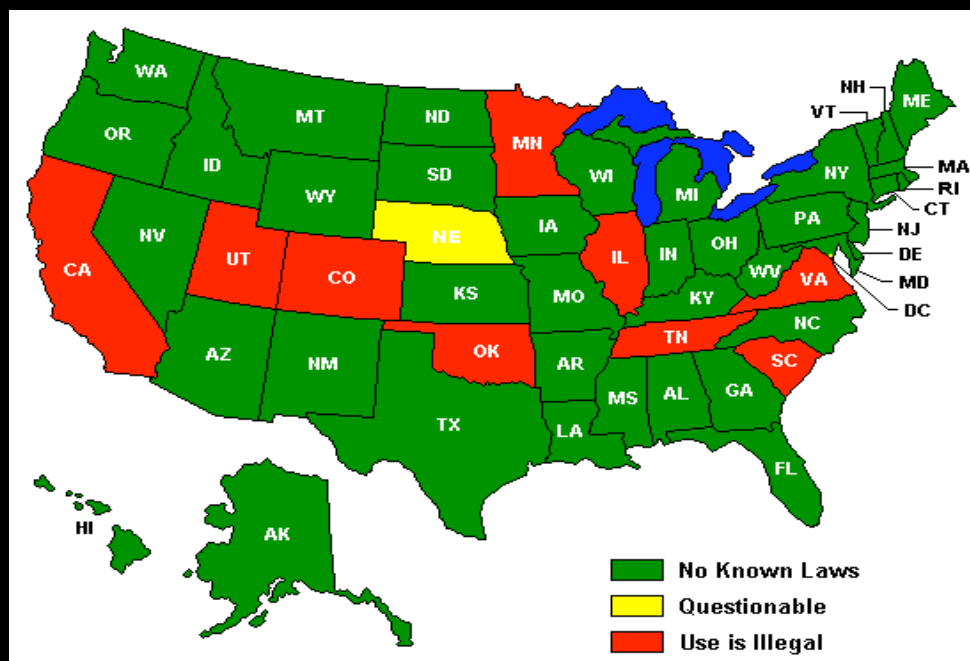 WA
MT
ND
MN
NH
VT
ME
OR
ID
WY
SD
WI
MI
NY
MA
RI
CT
NV
UT
CO
NE
IA
IL
IN
OH
PA
NJ
DE
MD
DC
CA
KS
MO
KY
WV
VA
AZ
NM
OK
AR
TN
NC
SC
TX
LA
MS
AL
GA
FL
HI
AK
No Known Laws
Questionable
Use is Illegal